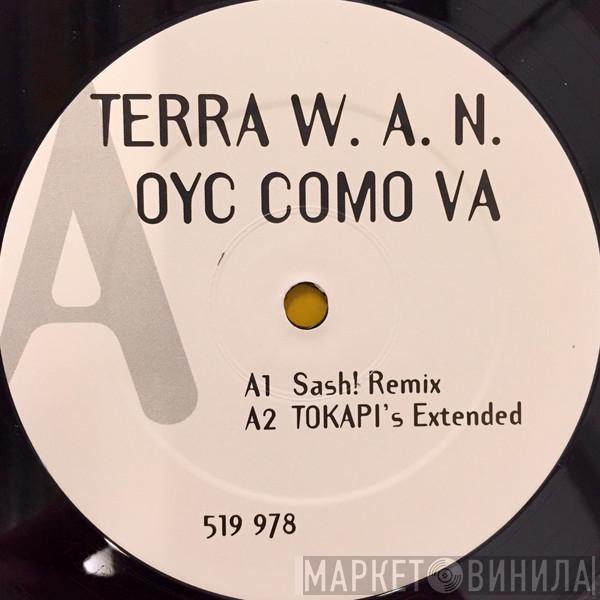 A
TERRA W. A. N.
OYC COMO VA
A1 Sash! Remix
A2 TOKAPI's Extended
519 978
МАРКЕТ ВИНИЛА